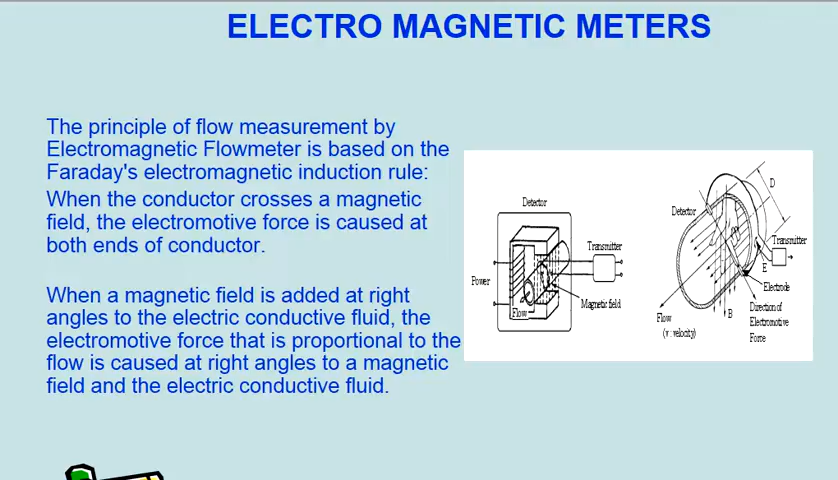 ELECTRO MAGNETIC METERS
The principle of flow measurement by
Electromagnetic Flowmeter is based on the
Faraday's electromagnetic induction rule:
When the conductor crosses a magnetic
field, the electromotive force is caused at
both ends of conductor.
When a magnetic field is added at right
angles to the electric conductive fluid, the
electromotive force that is proportional to the
flow is caused at right angles to a magnetic
field and the electric conductive fluid.
Detector
Transmitter
Power
Magnetic field
Flow
D
Detector
Transmitter
E
Electrode
B
Direction of
Electromotive
Force
Flow
(v : velocity)